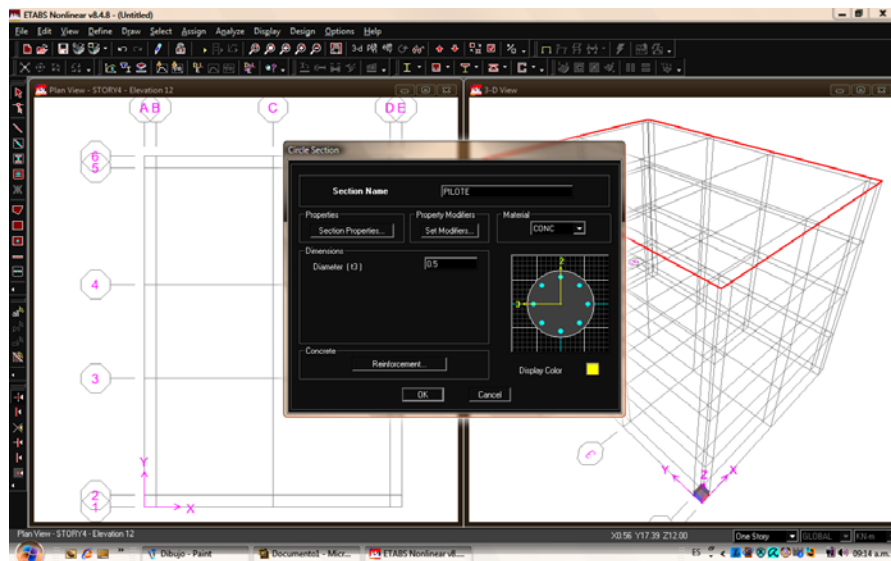 ETABS Nonlinear v8.4.8 - (Untitled)
File Edit View Define Draw Select Assign Analyze Display Design Options Help
3-d
Plan View - STORY4 - Elevation 12
3-D View
A B C D E
6
5
4
3
2
1
Y
X
Circle Section
Section Name PILOTE
Properties
Section Properties...
Property Modifiers
Set Modifiers...
Material
CONC
Dimensions
Diameter ( t3 ) 0.5
2
3
Concrete
Reinforcement...
Display Color
OK Cancel
Y Z X
Plan View - STORY4 - Elevation 12 X0.56 Y17.39 Z12.00 One Story GLOBAL KN-m
Dibujo - Paint Documento1 - Micr... ETABS Nonlinear v8.... ES 09:14 a.m.